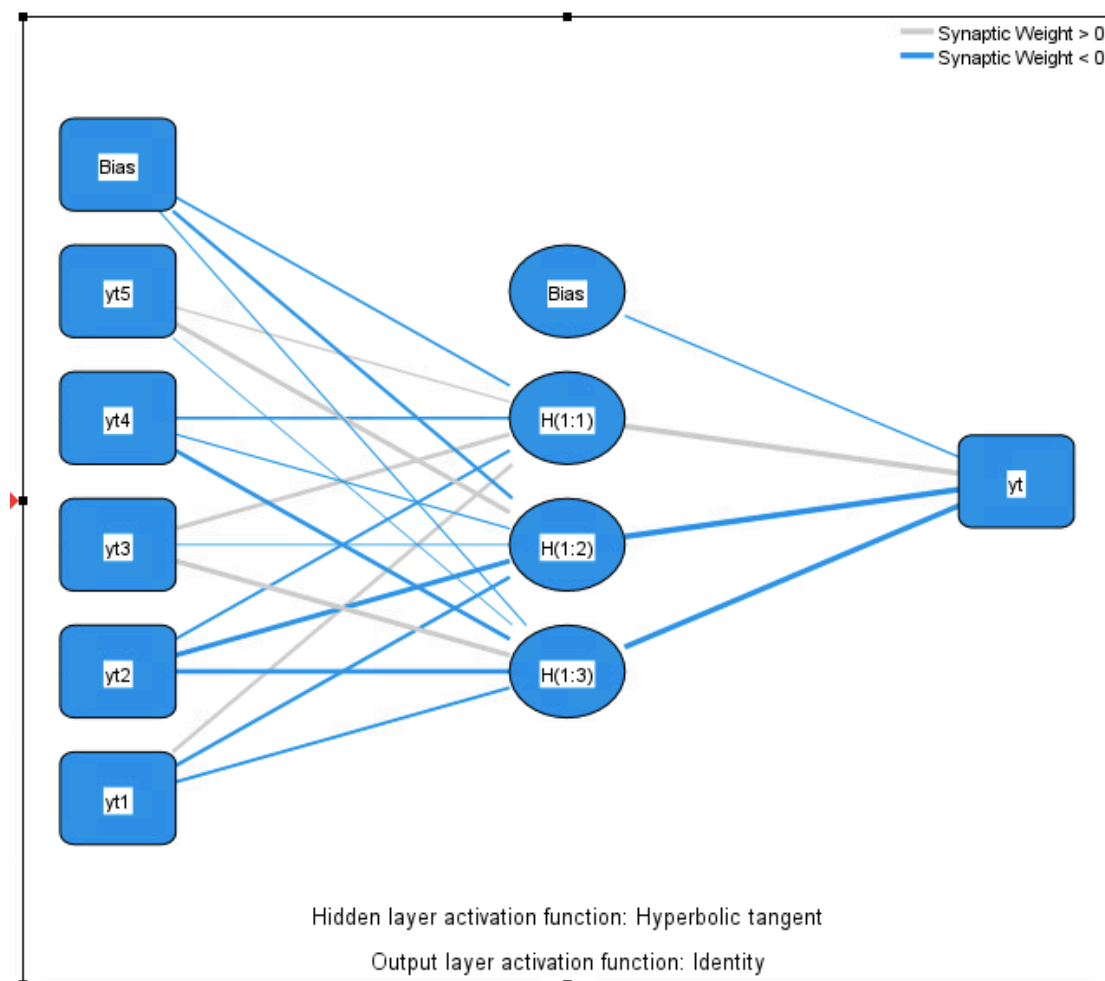 Synaptic Weight > 0
Synaptic Weight < 0
Bias
yt5
yt4
yt3
yt2
yt1
Bias
H(1:1)
H(1:2)
H(1:3)
yt
Hidden layer activation function: Hyperbolic tangent
Output layer activation function: Identity